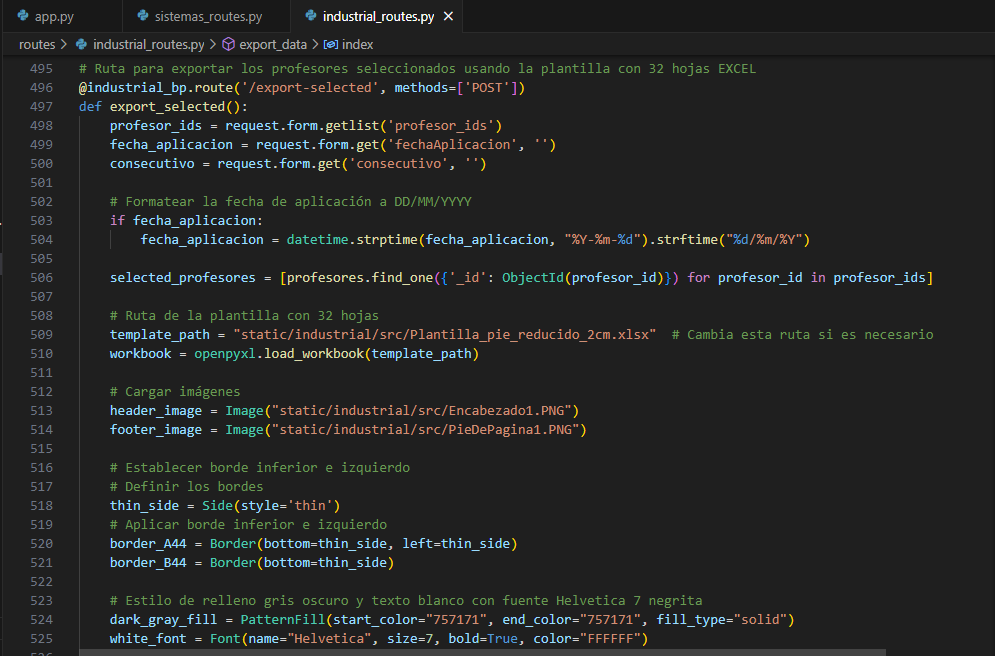 app.py sistemas_routes.py industrial_routes.py
routes > industrial_routes.py > export_data > index
495 # Ruta para exportar los profesores seleccionados usando la plantilla con 32 hojas EXCEL
496 @industrial_bp.route('/export-selected', methods=['POST'])
497 def export_selected():
498     profesor_ids = request.form.getlist('profesor_ids')
499     fecha_aplicacion = request.form.get('fechaAplicacion', '')
500     consecutivo = request.form.get('consecutivo', '')
501
502     # Formatear la fecha de aplicación a DD/MM/YYYY
503     if fecha_aplicacion:
504         fecha_aplicacion = datetime.strptime(fecha_aplicacion, "%Y-%m-%d").strftime("%d/%m/%Y")
505
506     selected_profesores = [profesores.find_one({'_id': ObjectId(profesor_id)}) for profesor_id in profesor_ids]
507
508     # Ruta de la plantilla con 32 hojas
509     template_path = "static/industrial/src/Plantilla_pie_reducido_2cm.xlsx"  # Cambia esta ruta si es necesario
510     workbook = openpyxl.load_workbook(template_path)
511
512     # Cargar imágenes
513     header_image = Image("static/industrial/src/Encabezado1.PNG")
514     footer_image = Image("static/industrial/src/PieDePagina1.PNG")
515
516     # Establecer borde inferior e izquierdo
517     # Definir los bordes
518     thin_side = Side(style='thin')
519     # Aplicar borde inferior e izquierdo
520     border_A44 = Border(bottom=thin_side, left=thin_side)
521     border_B44 = Border(bottom=thin_side)
522
523     # Estilo de relleno gris oscuro y texto blanco con fuente Helvetica 7 negrita
524     dark_gray_fill = PatternFill(start_color="757171", end_color="757171", fill_type="solid")
525     white_font = Font(name="Helvetica", size=7, bold=True, color="FFFFFF")